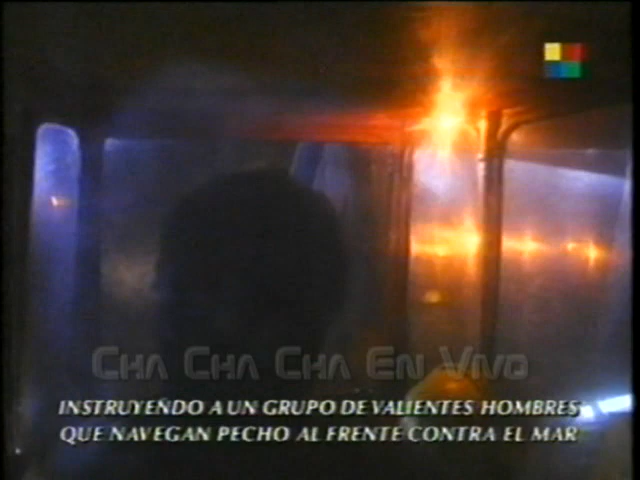 Cha Cha Cha En Vivo
INSTRUYENDO A UN GRUPO DE VALIENTES HOMBRES
QUE NAVEGAN PECHO AL FRENTE CONTRA EL MAR